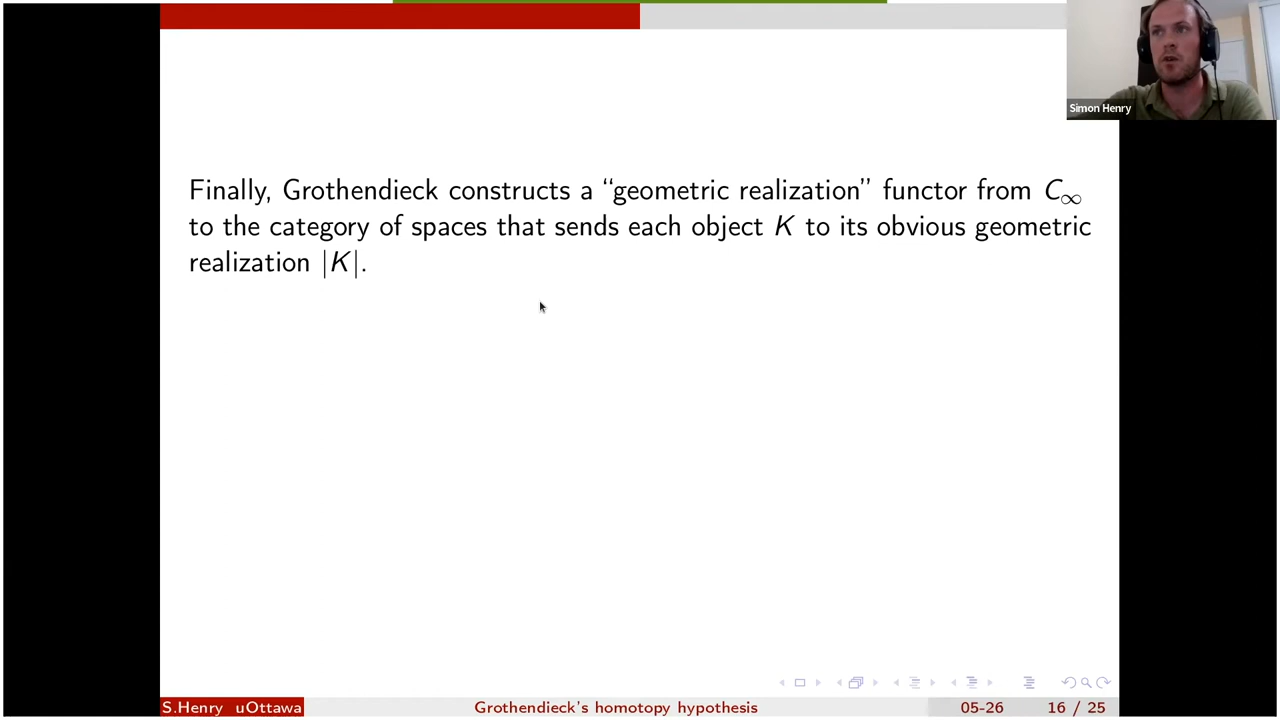 Simon Henry
Finally, Grothendieck constructs a “geometric realization” functor from C∞
to the category of spaces that sends each object K to its obvious geometric
realization |K|.
S.Henry uOttawa
Grothendieck's homotopy hypothesis
05-26
16 / 25